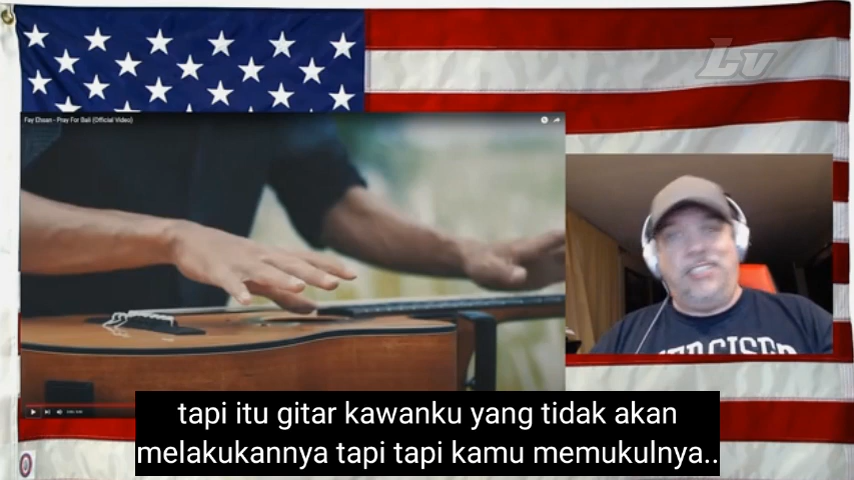 Lv
Fay Ehsan - Pray For Bali (Official Video)
tapi itu gitar kawanku yang tidak akan
melakukannya tapi tapi kamu memukulnya..